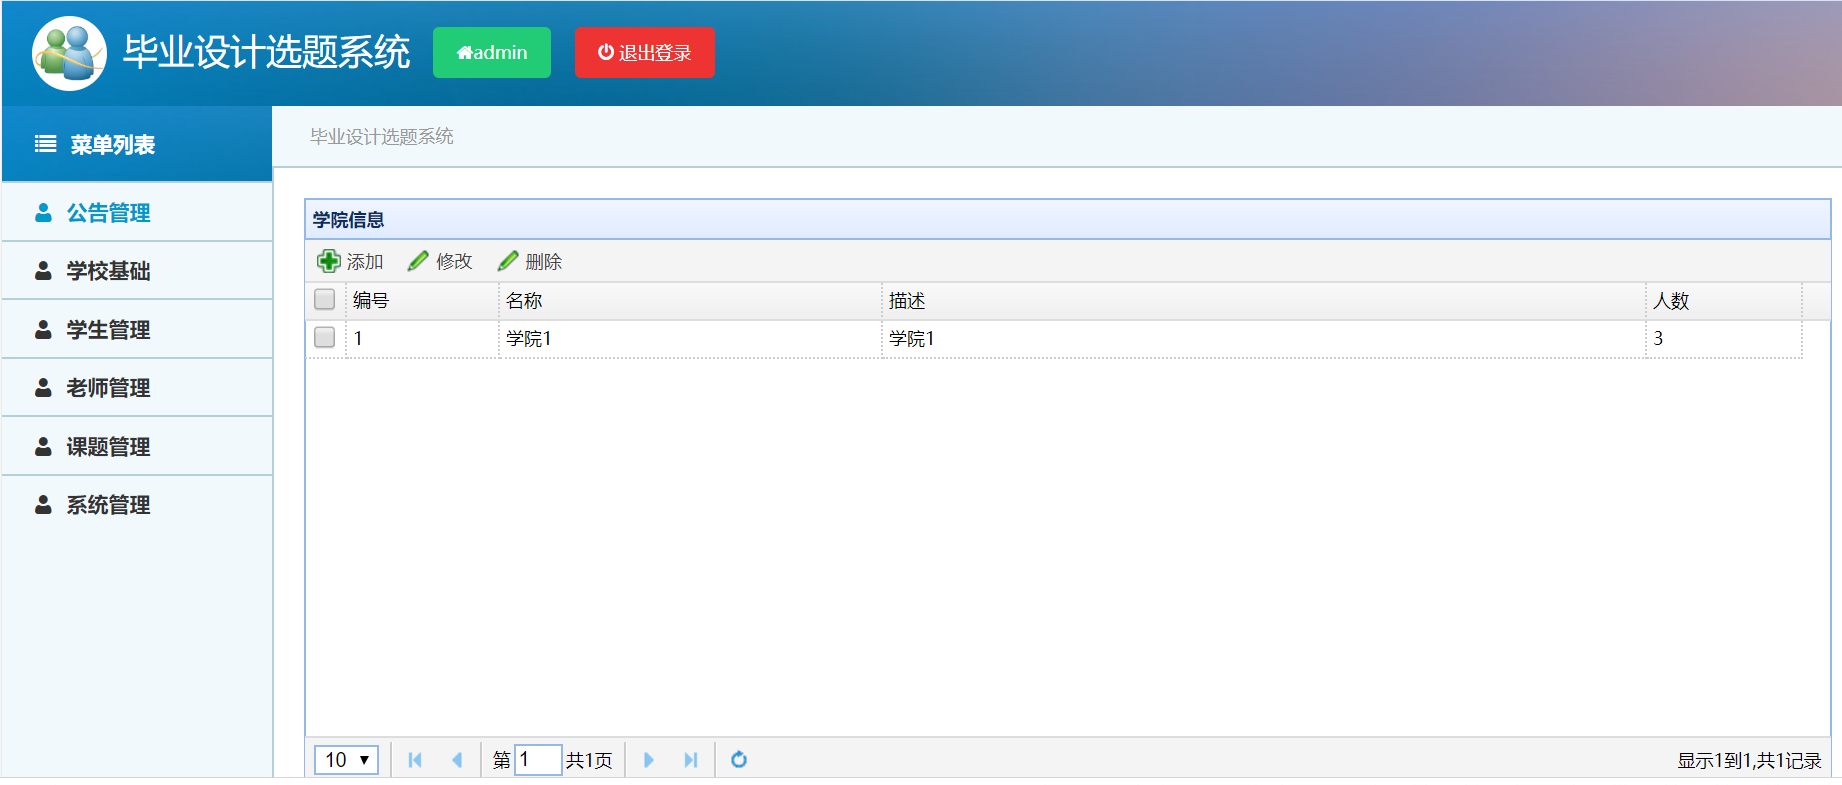 毕业设计选题系统 admin 退出登录
菜单列表
毕业设计选题系统
公告管理
学校基础
学生管理
老师管理
课题管理
系统管理
学院信息
添加 修改 删除
编号 名称 描述 人数
1 学院1 学院1 3
10 第 1 共1页 显示1到1,共1记录